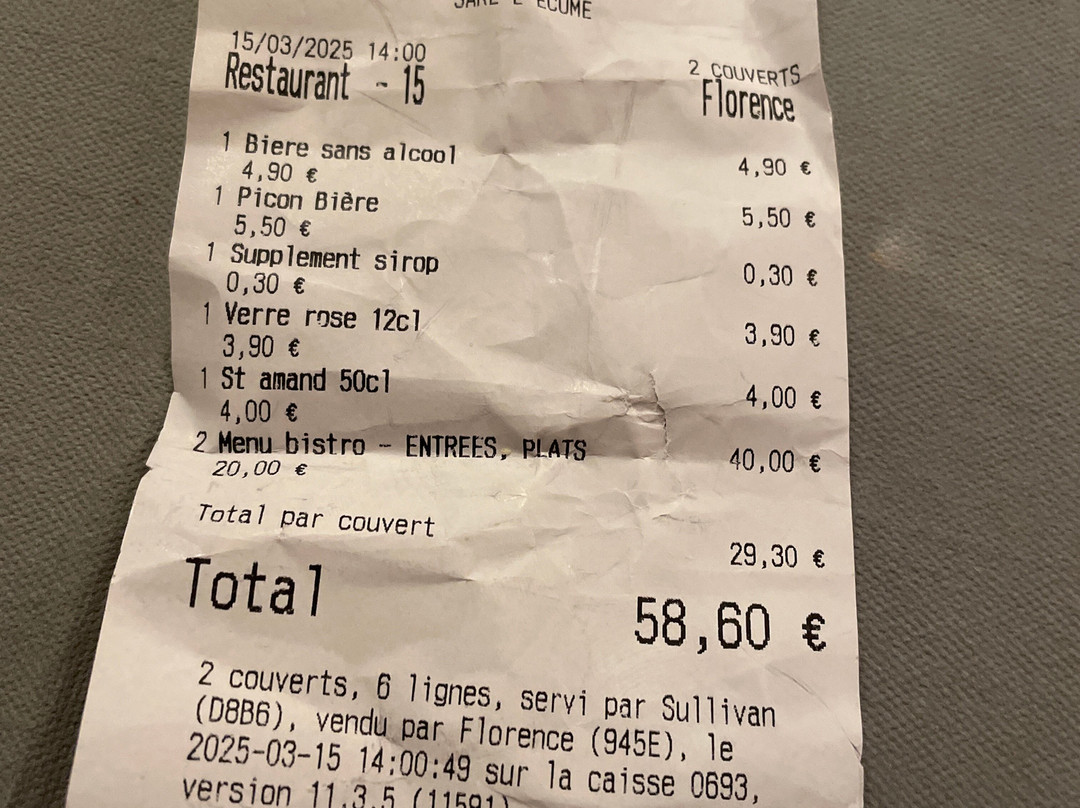 ECUME
15/03/2025 14:00
2 COUVERTS
Restaurant - 15
Florence
1 Biere sans alcool 4,90 €
4,90 €
1 Picon Bière 5,50 €
5,50 €
1 Supplement sirop 0,30 €
0,30 €
1 Verre rose 12cl 3,90 €
3,90 €
1 St amand 50cl 4,00 €
4,00 €
2 Menu bistro - ENTREES, PLATS 40,00 €
20,00 €
Total par couvert 29,30 €
Total 58,60 €
2 couverts, 6 lignes, servi par Sullivan
(D8B6), vendu par Florence (945E), le
2025-03-15 14:00:49 sur la caisse 0693,
version 11.3.5 (11591)